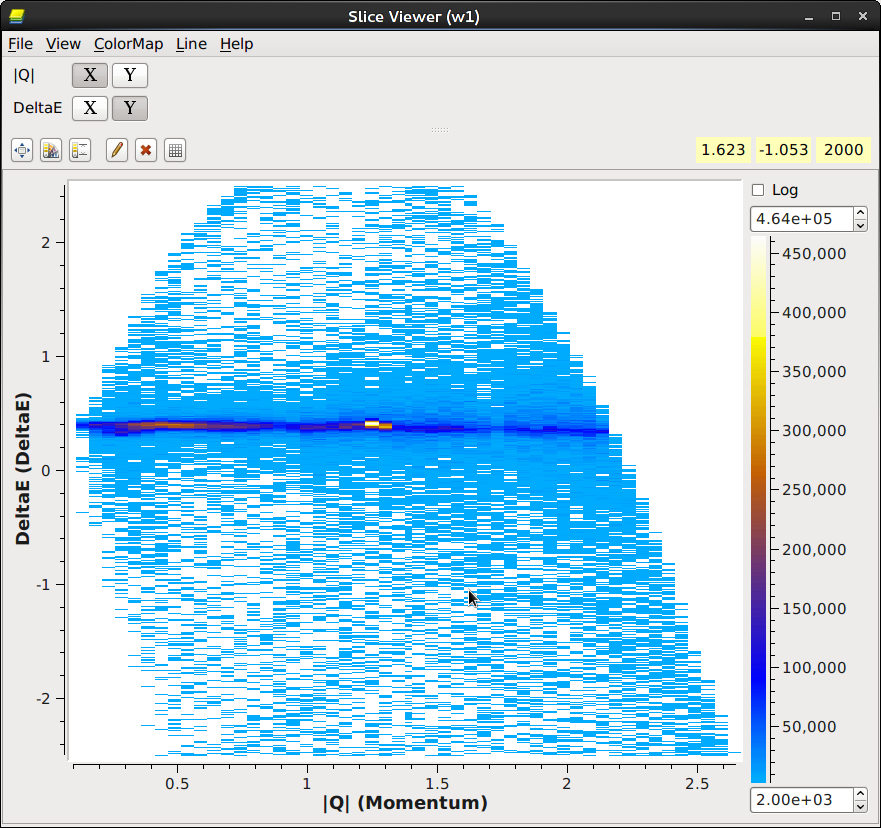 Slice Viewer (w1)
File View ColorMap Line Help
|Q| X Y
DeltaE X Y
1.623 -1.053 2000
Log
4.64e+05
450,000
400,000
350,000
300,000
250,000
200,000
150,000
100,000
50,000
2.00e+03
DeltaE (DeltaE)
2
1
0
-1
-2
0.5 1 1.5 2 2.5
|Q| (Momentum)